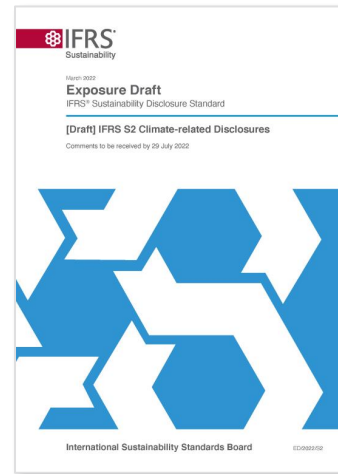 IFRS®
Sustainability
March 2022
Exposure Draft
IFRS® Sustainability Disclosure Standard
[Draft] IFRS S2 Climate-related Disclosures
Comments to be received by 29 July 2022
International Sustainability Standards Board
ED/2022/S2